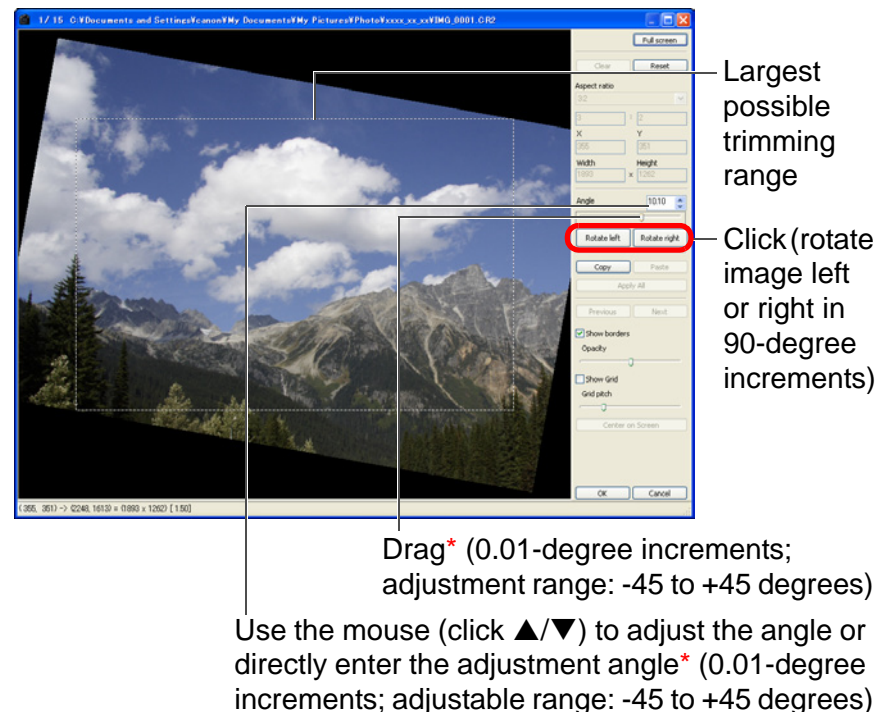 1/ 15 C:¥Documents and Settings¥canon¥My Documents¥My Pictures¥Photo¥xxxx_xx_xx¥IMG_0001.CR2
Full screen
Clear Reset
Aspect ratio
3:2
3 : 2
X Y
355 351
Width Height
1893 x 1262
Angle 10.10
Rotate left Rotate right
Copy Paste
Apply All
Previous Next
Show borders
Opacity
Show Grid
Grid pitch
Center on Screen
OK Cancel
(355, 351) -> (2248, 1613) = (1893 x 1262) [ 1.50]
Largest
possible
trimming
range
Click (rotate
image left
or right in
90-degree
increments)
Drag* (0.01-degree increments;
adjustment range: -45 to +45 degrees)
Use the mouse (click ▲/▼) to adjust the angle or
directly enter the adjustment angle* (0.01-degree
increments; adjustable range: -45 to +45 degrees)